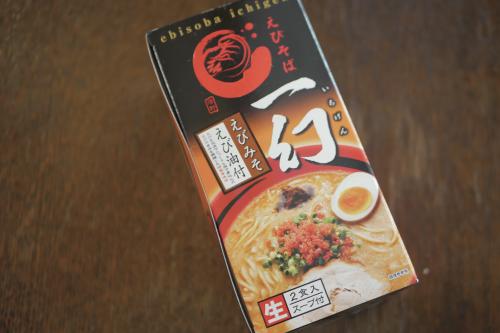 ebisoba ichigen
えびそば
一幻
いちげん
えびみそ
えび油付
生
2食入
スープ付